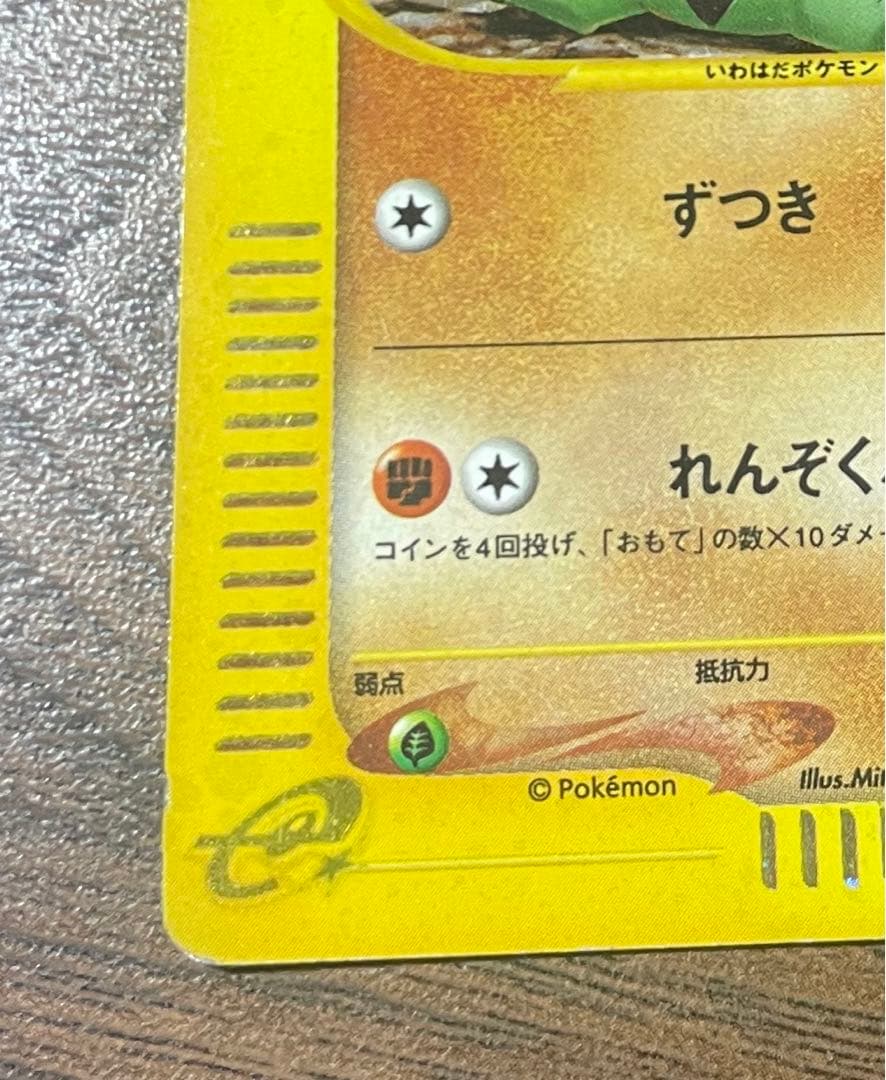 いわはだポケモン
ずつき
れんぞく
コインを4回投げ、「おもて」の数×10ダメー
弱点
抵抗力
© Pokémon
Illus.Mi
e